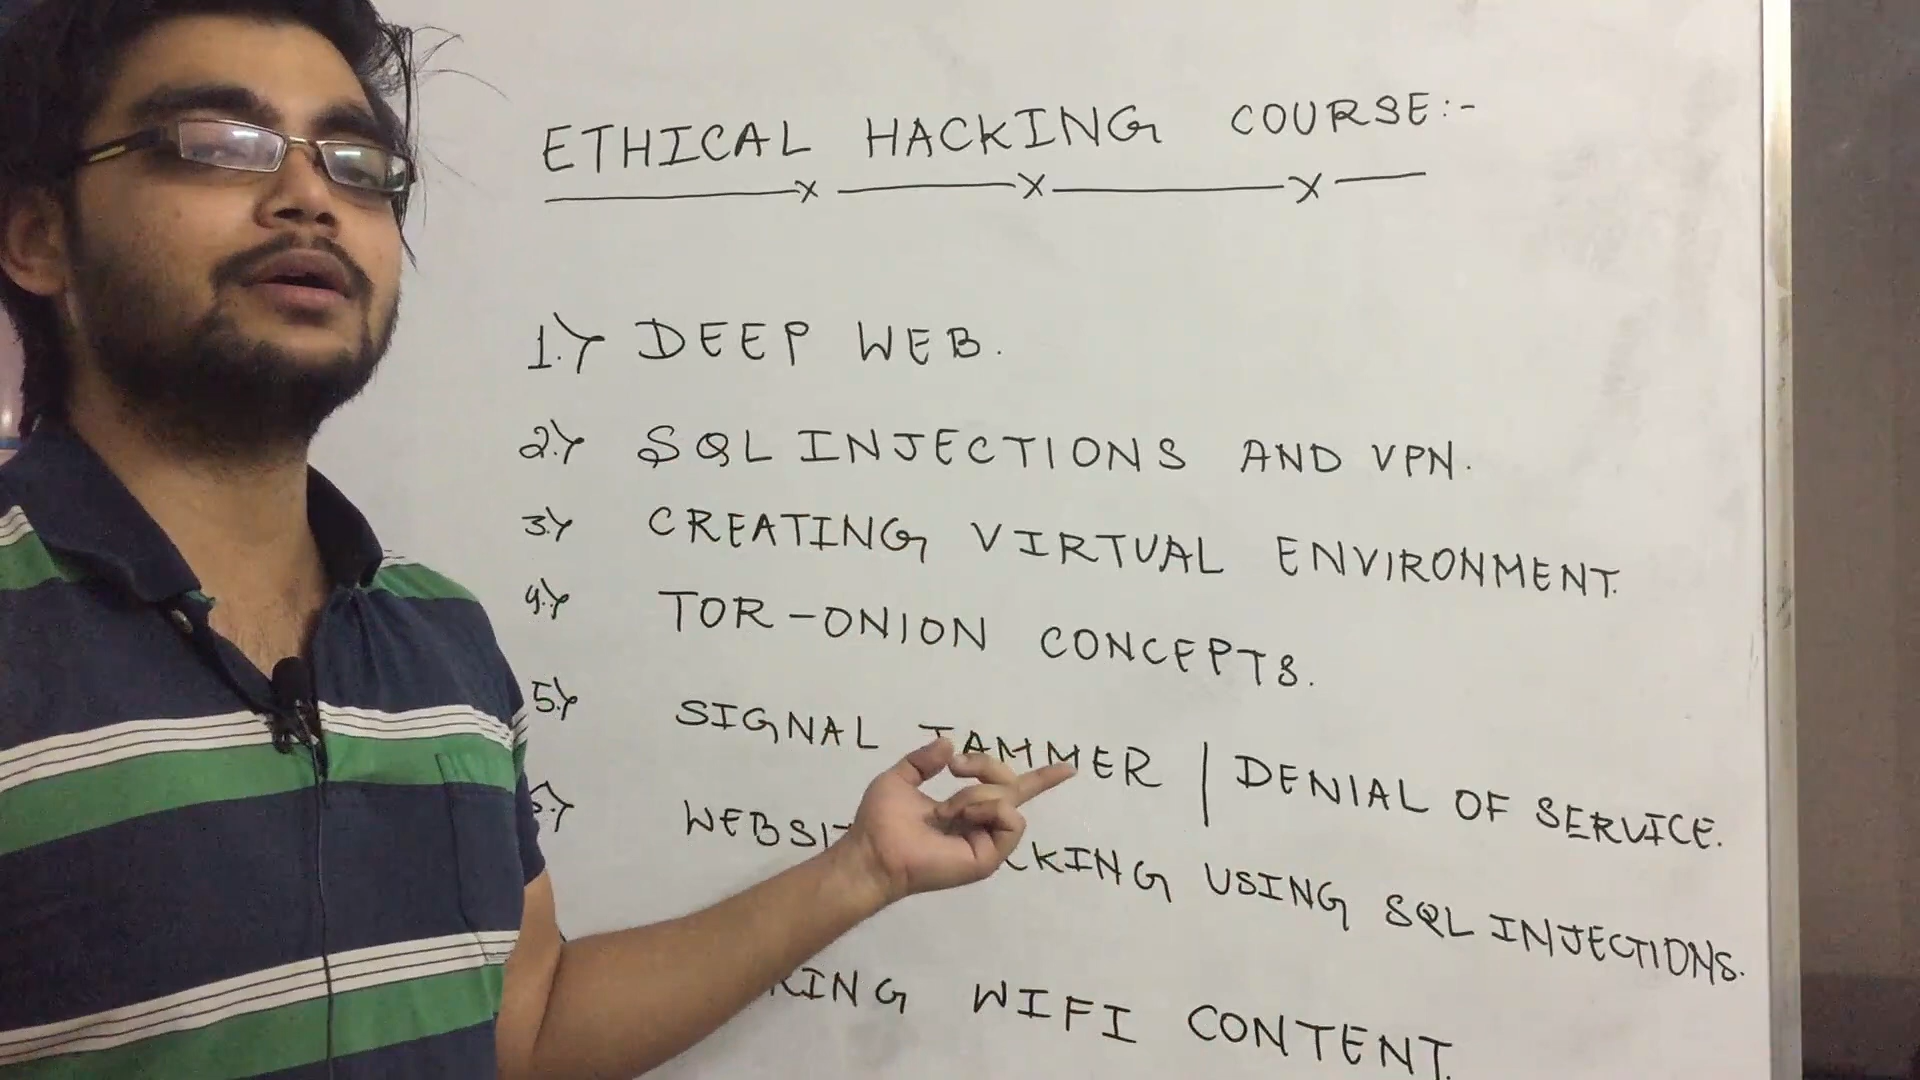 ETHICAL HACKING COURSE:-
1.) DEEP WEB.
2.) SQL INJECTIONS AND VPN.
3.) CREATING VIRTUAL ENVIRONMENT.
4.) TOR-ONION CONCEPTS.
5.) SIGNAL JAMMER | DENIAL OF SERVICE.
USING SQL INJECTIONS.
WIFI CONTENT.